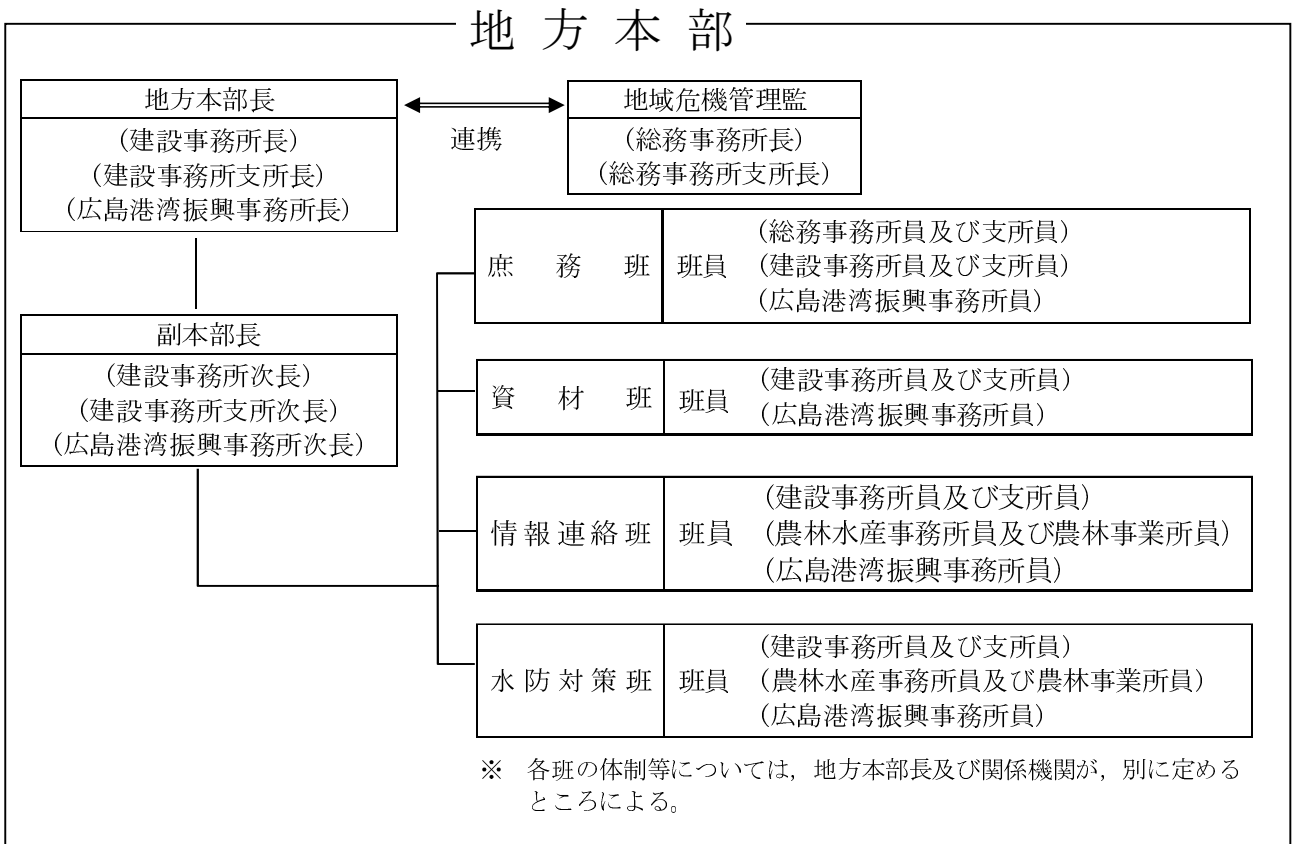 地方本部
地方本部長
(建設事務所長)
(建設事務所支所長)
(広島港湾振興事務所長)
連携
地域危機管理監
(総務事務所長)
(総務事務所支所長)
副本部長
(建設事務所次長)
(建設事務所支所次長)
(広島港湾振興事務所次長)
庶務班 班員 (総務事務所員及び支所員)
(建設事務所員及び支所員)
(広島港湾振興事務所員)
資材班 班員 (建設事務所員及び支所員)
(広島港湾振興事務所員)
情報連絡班 班員 (建設事務所員及び支所員)
(農林水産事務所員及び農林事業所員)
(広島港湾振興事務所員)
水防対策班 班員 (建設事務所員及び支所員)
(農林水産事務所員及び農林事業所員)
(広島港湾振興事務所員)
※ 各班の体制等については，地方本部長及び関係機関が，別に定める
ところによる。